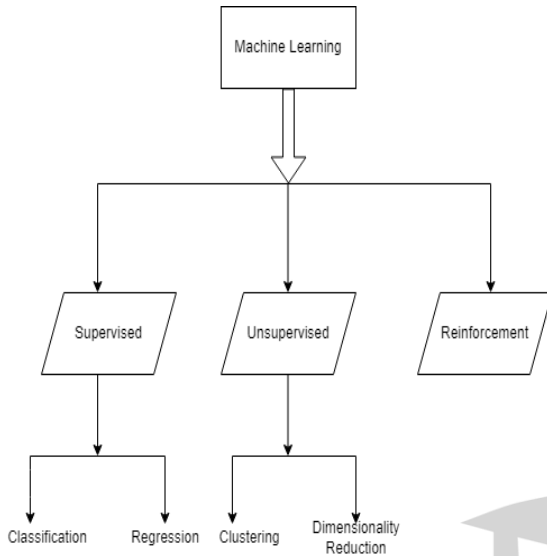 Machine Learning
Supervised
Unsupervised
Reinforcement
Classification
Regression
Clustering
Dimensionality
Reduction